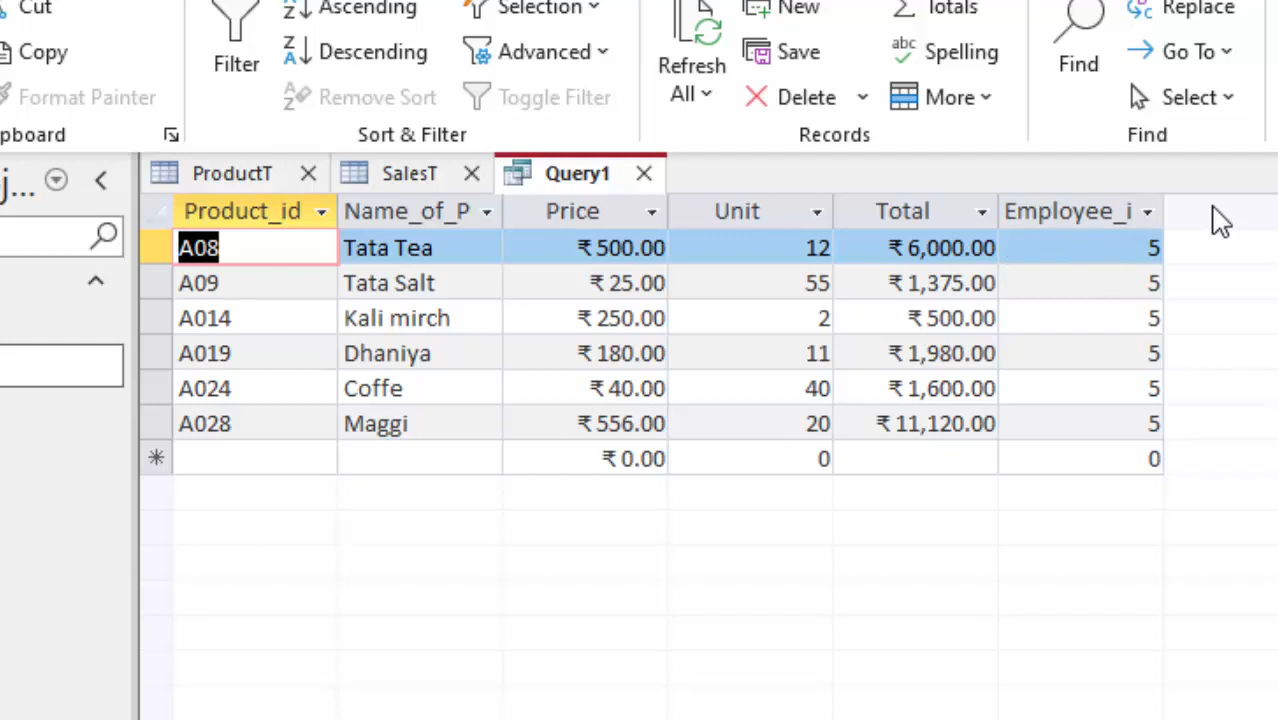 Cut Ascending Selection New Totals Replace
Copy Filter Descending Advanced Refresh All Save Spelling Find Go To
Format Painter Remove Sort Toggle Filter Delete More Select
Sort & Filter Records Find
ProductT SalesT Query1
Product_id Name_of_P Price Unit Total Employee_i
A08 Tata Tea ₹ 500.00 12 ₹ 6,000.00 5
A09 Tata Salt ₹ 25.00 55 ₹ 1,375.00 5
A014 Kali mirch ₹ 250.00 2 ₹ 500.00 5
A019 Dhaniya ₹ 180.00 11 ₹ 1,980.00 5
A024 Coffe ₹ 40.00 40 ₹ 1,600.00 5
A028 Maggi ₹ 556.00 20 ₹ 11,120.00 5
₹ 0.00 0 0